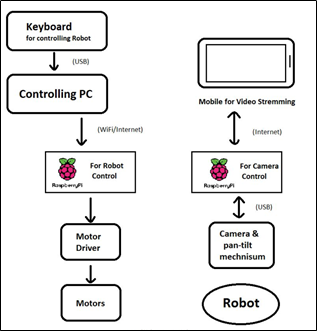 Keyboard
for controlling Robot
(USB)
Controlling PC
(WiFi/Internet)
For Robot
Control
RaspberryPi
Motor
Driver
Motors
Mobile for Video Stremming
(Internet)
For Camera
Control
RaspberryPi
(USB)
Camera &
pan-tilt
mechnisum
Robot